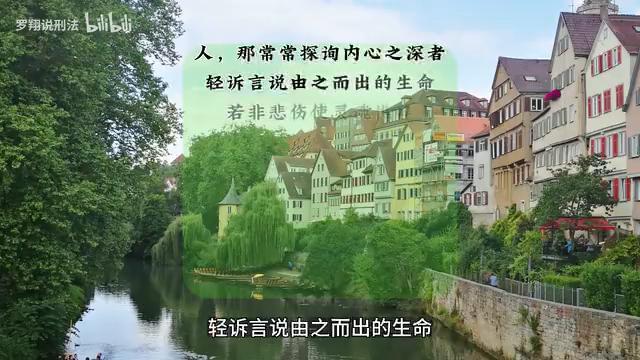 罗翔说刑法 bilibili
人，那常常探询内心之深者
轻诉言说由之而出的生命
若非悲伤使灵魂
轻诉言说由之而出的生命